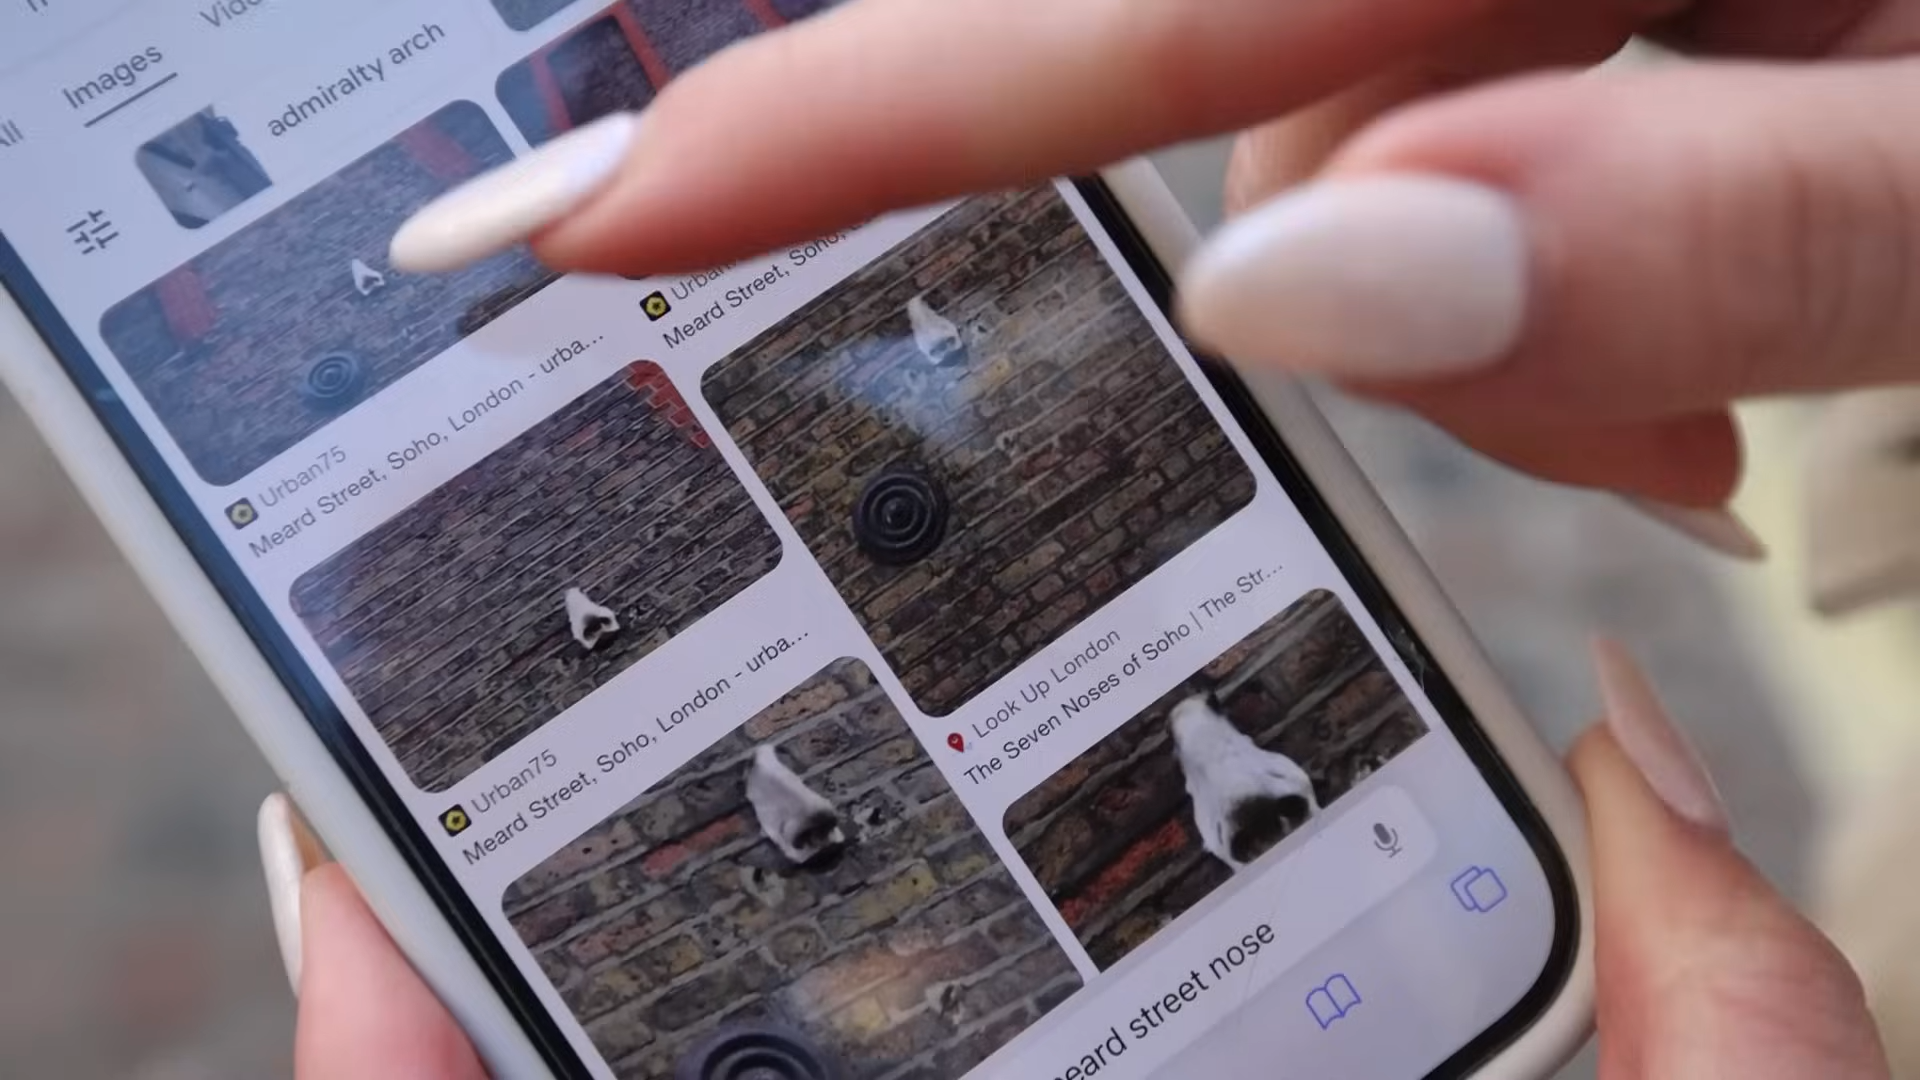 Images
admiralty arch
Urban75
Meard Street, Soho, London - urba...
Meard Street, Soho,
Urban75
Meard Street, Soho, London - urba...
Look Up London
The Seven Noses of Soho | The Str...
street nose